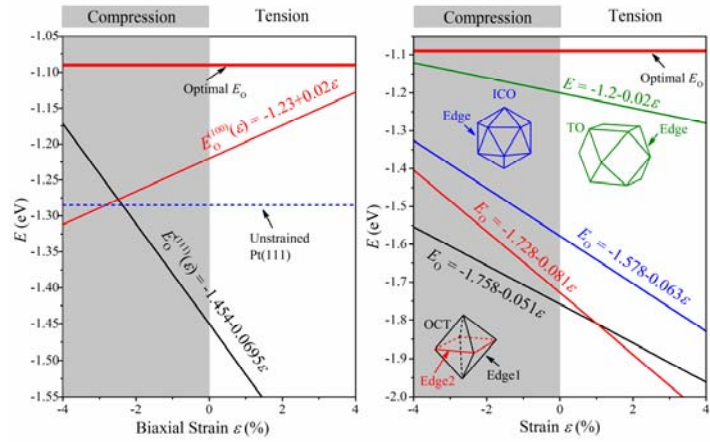 Compression Tension
-1.05
-1.10
-1.15
-1.20
-1.25
-1.30
-1.35
-1.40
-1.45
-1.50
-1.55
E (eV)
Optimal E_O
E_O^(100)(ε) = -1.23+0.02ε
Unstrained
Pt(111)
E_O^(111)(ε) = -1.454-0.0695ε
-4 -2 0 2 4
Biaxial Strain ε (%)
Compression Tension
-1.1
-1.2
-1.3
-1.4
-1.5
-1.6
-1.7
-1.8
-1.9
-2.0
E (eV)
Optimal E_O
E = -1.2-0.02ε
ICO
Edge
TO
Edge
E_O = -1.578-0.063ε
E_O = -1.728-0.081ε
E_O = -1.758-0.051ε
OCT
Edge1
Edge2
-4 -2 0 2 4
Strain ε (%)